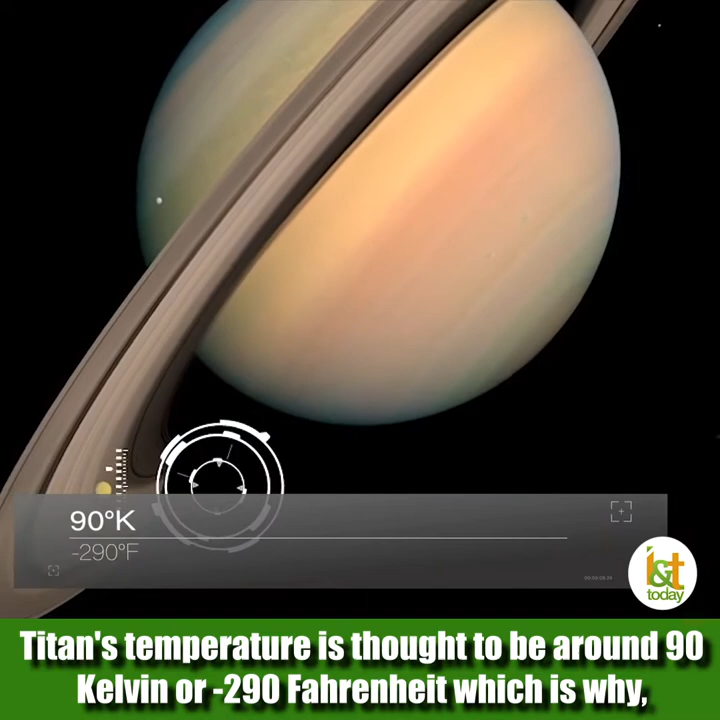 90°K
-290°F
i&t
today
Titan's temperature is thought to be around 90
Kelvin or -290 Fahrenheit which is why,